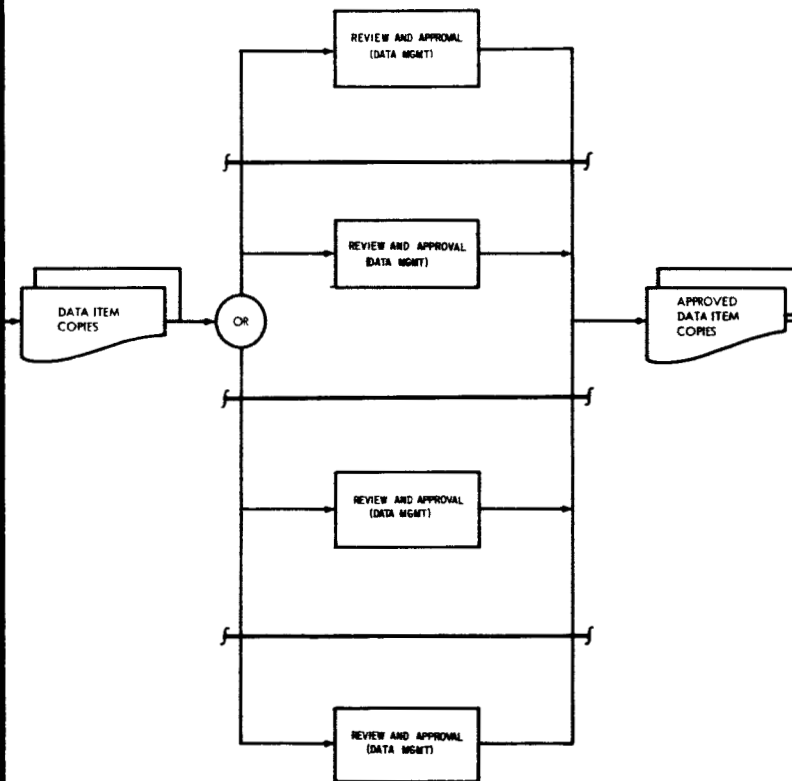 REVIEW AND APPROVAL
(DATA MGMT)
REVIEW AND APPROVAL
(DATA MGMT)
DATA ITEM
COPIES
OR
APPROVED
DATA ITEM
COPIES
REVIEW AND APPROVAL
(DATA MGMT)
REVIEW AND APPROVAL
(DATA MGMT)